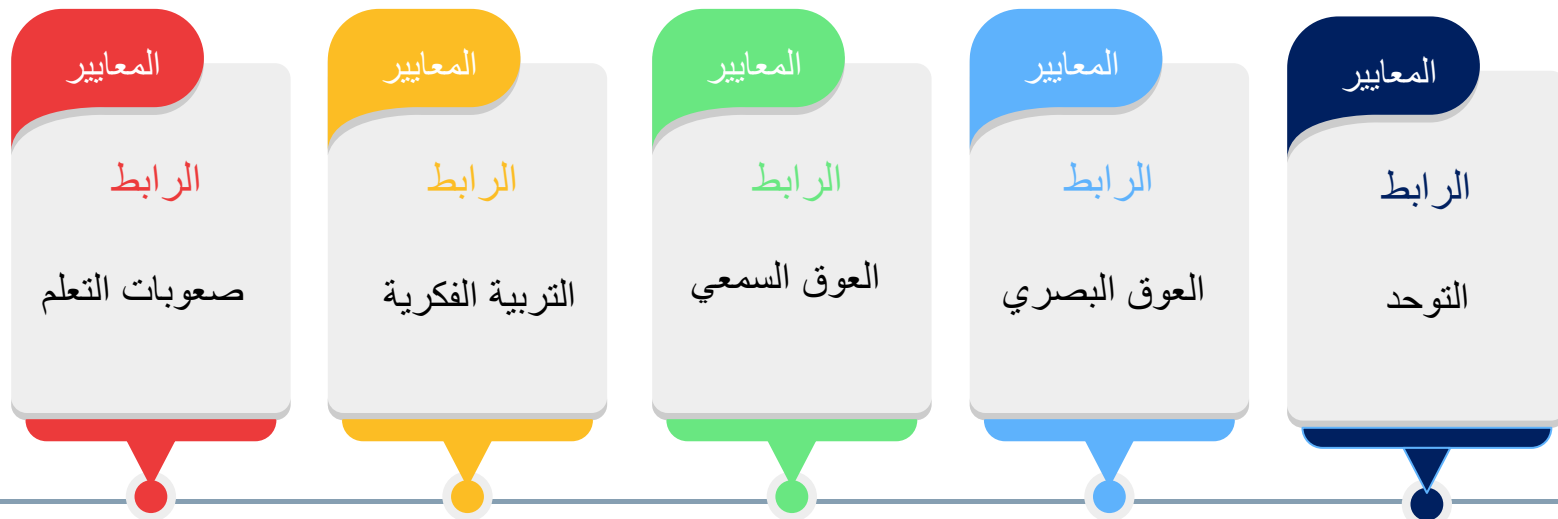 المعايير
الرابط
التوحد
المعايير
الرابط
العوق البصري
المعايير
الرابط
العوق السمعي
المعايير
الرابط
التربية الفكرية
المعايير
الرابط
صعوبات التعلم